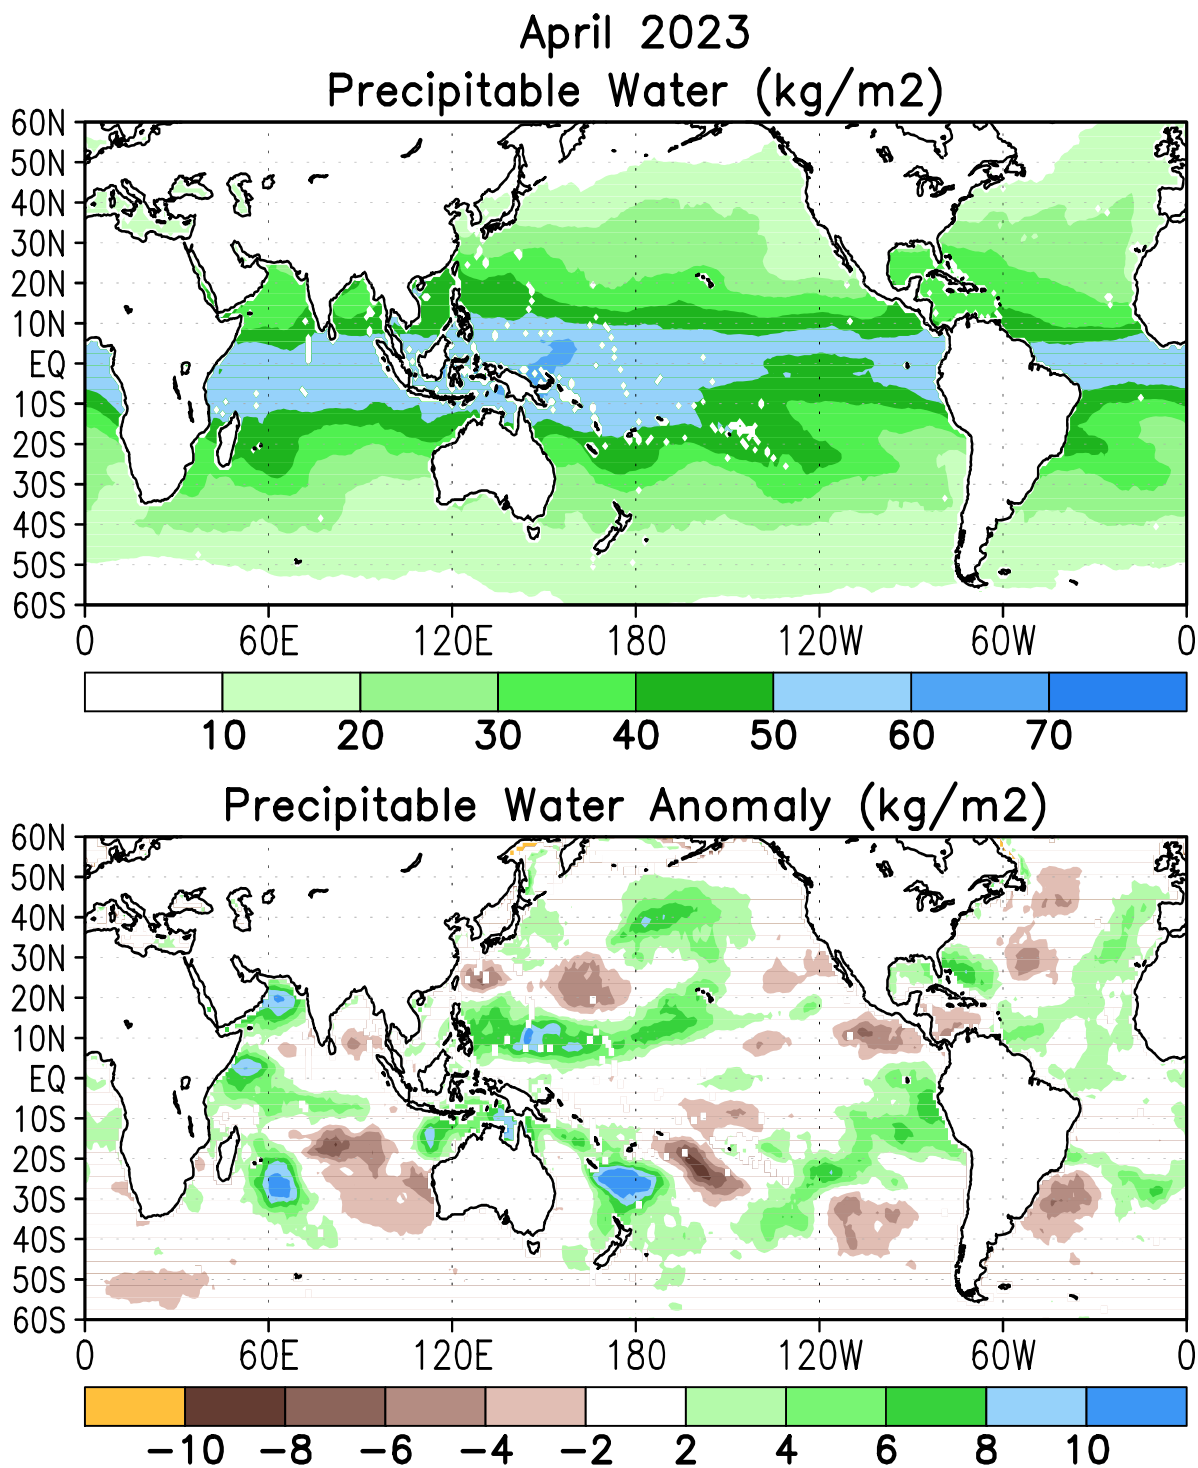 April 2023
Precipitable Water (kg/m2)
60N
50N
40N
30N
20N
10N
EQ
10S
20S
30S
40S
50S
60S
0 60E 120E 180 120W 60W 0
10 20 30 40 50 60 70
Precipitable Water Anomaly (kg/m2)
60N
50N
40N
30N
20N
10N
EQ
10S
20S
30S
40S
50S
60S
0 60E 120E 180 120W 60W 0
−10 −8 −6 −4 −2 2 4 6 8 10